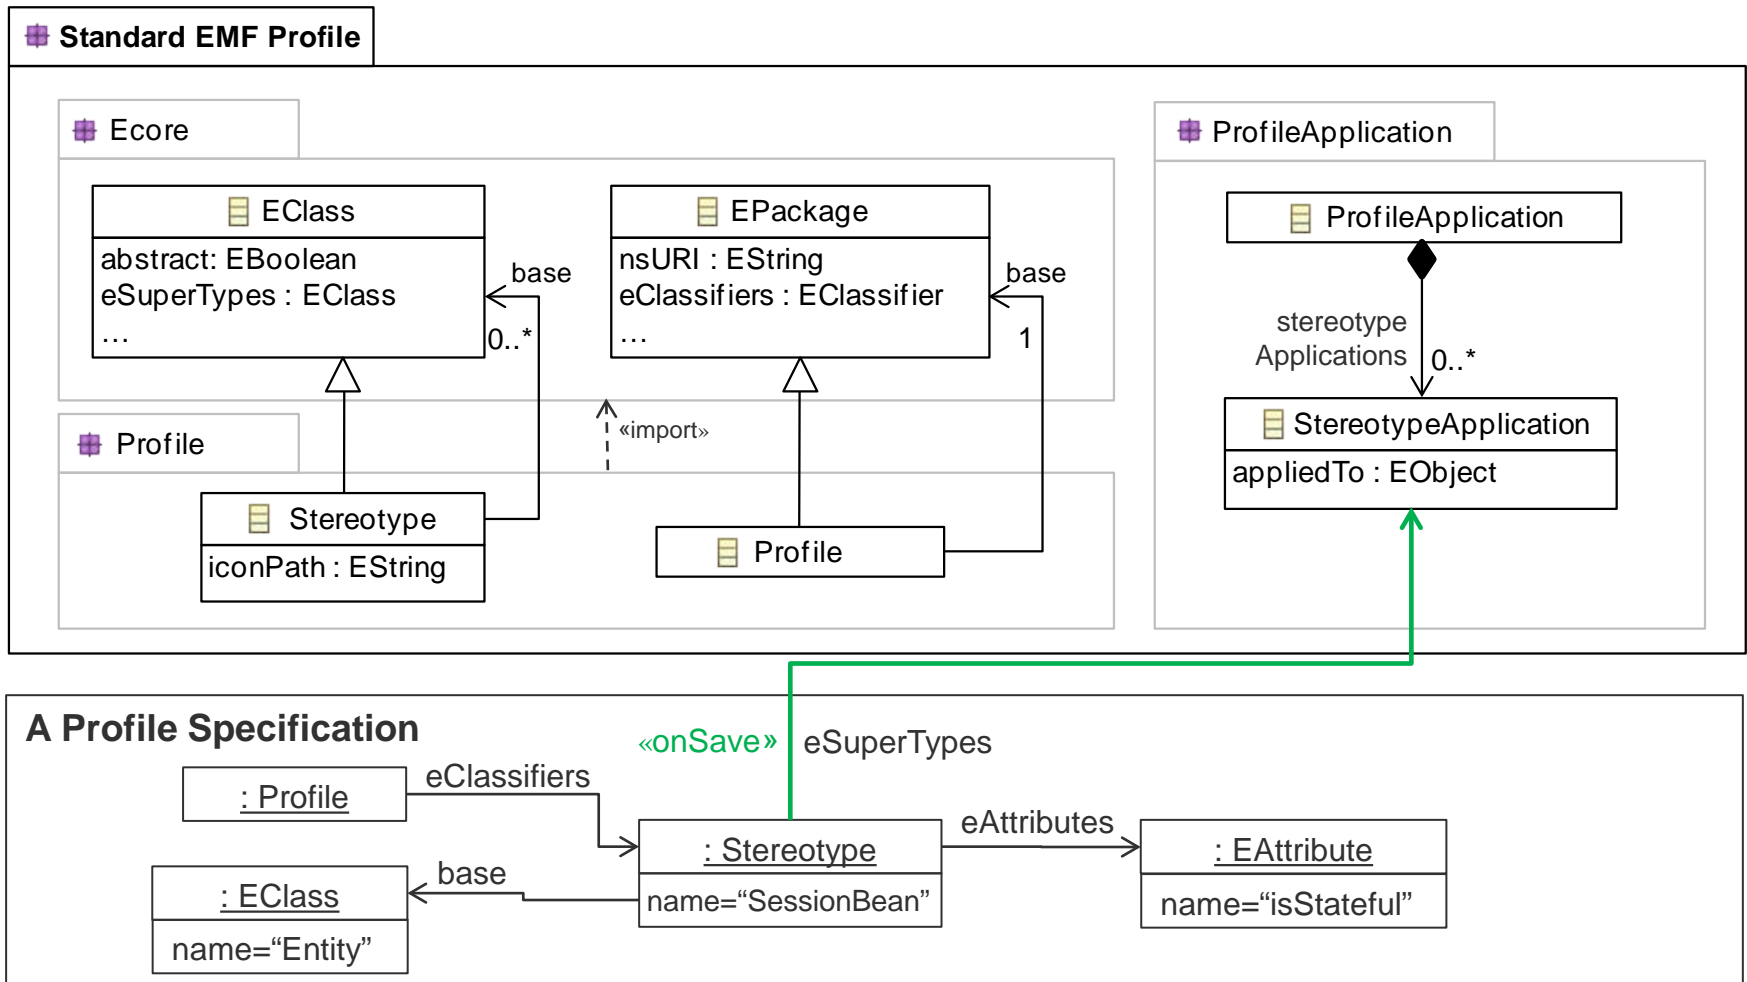 Standard EMF Profile
Ecore
ProfileApplication
EClass
abstract: EBoolean
eSuperTypes : EClass
…
base
0..*
EPackage
nsURI : EString
eClassifiers : EClassifier
…
base
1
ProfileApplication
stereotype
Applications
0..*
StereotypeApplication
appliedTo : EObject
«import»
Profile
Stereotype
iconPath : EString
Profile
A Profile Specification
«onSave»
eSuperTypes
: Profile
eClassifiers
: Stereotype
name=“SessionBean”
eAttributes
: EAttribute
name=“isStateful”
base
: EClass
name=“Entity”